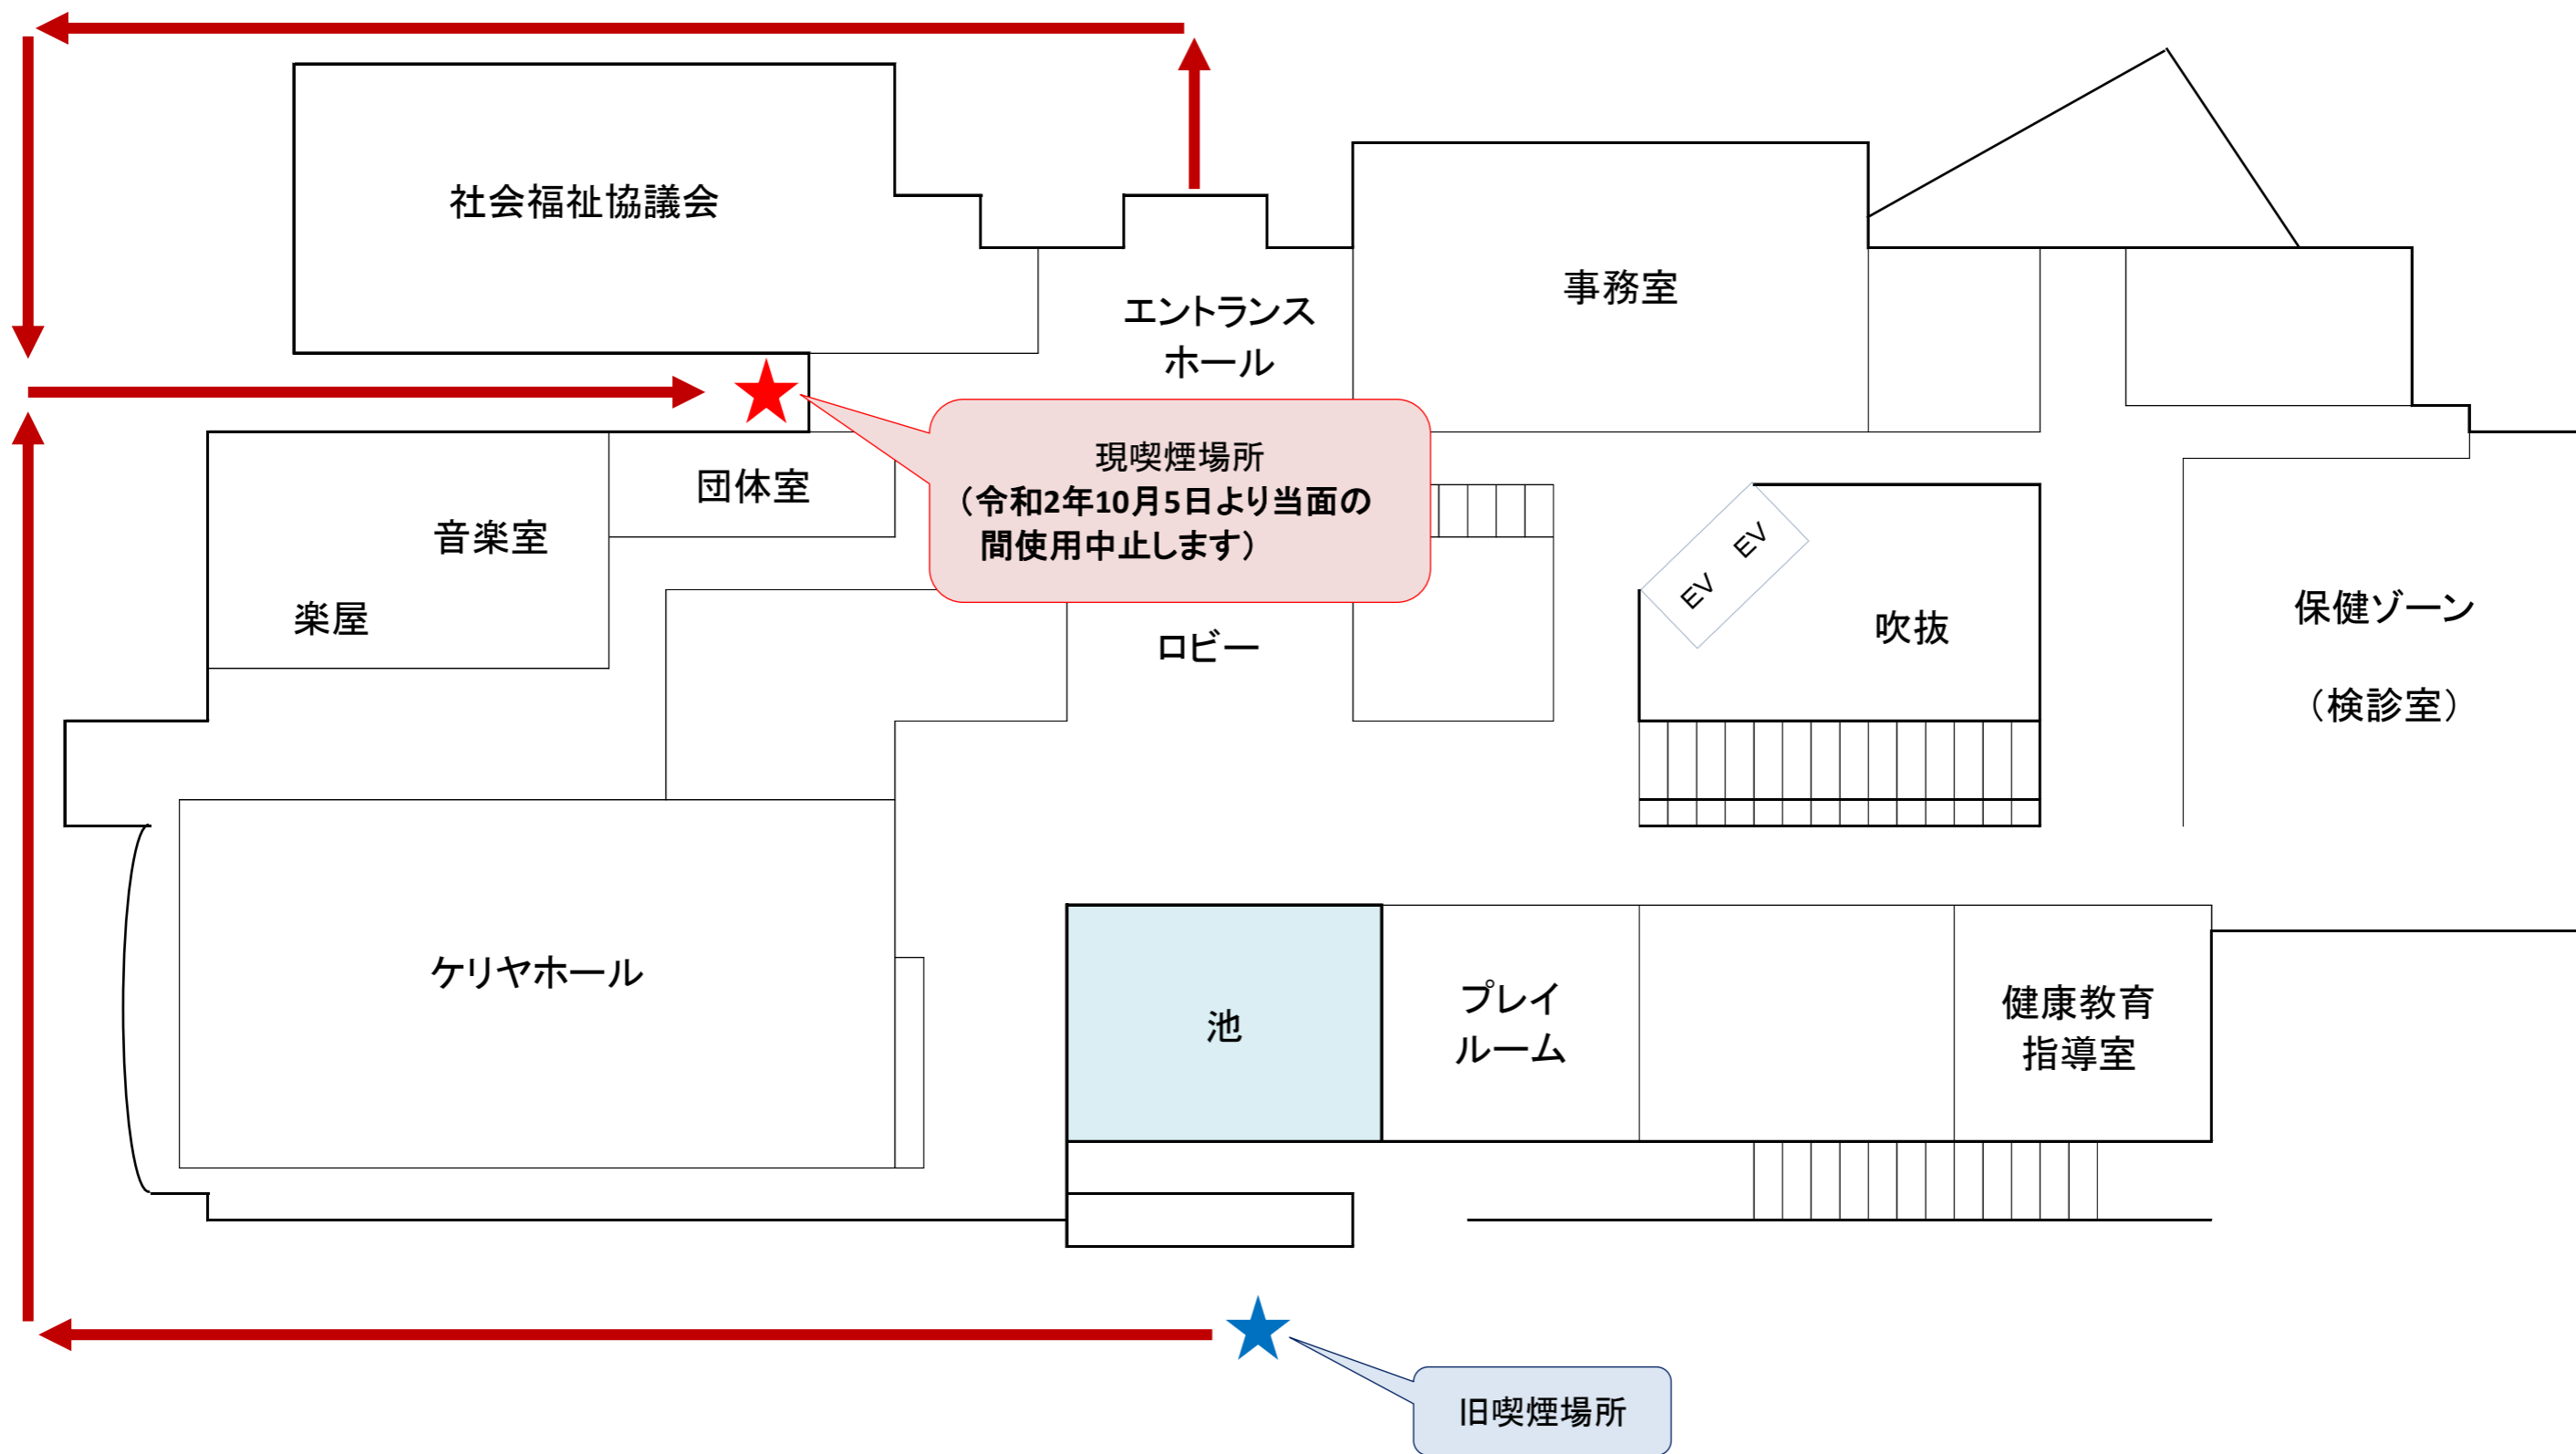 社会福祉協議会
事務室
エントランス
ホール
現喫煙場所
（令和2年10月5日より当面の
間使用中止します）
団体室
音楽室
楽屋
EV
EV
吹抜
ロビー
保健ゾーン
（検診室）
ケリヤホール
池
プレイ
ルーム
健康教育
指導室
旧喫煙場所